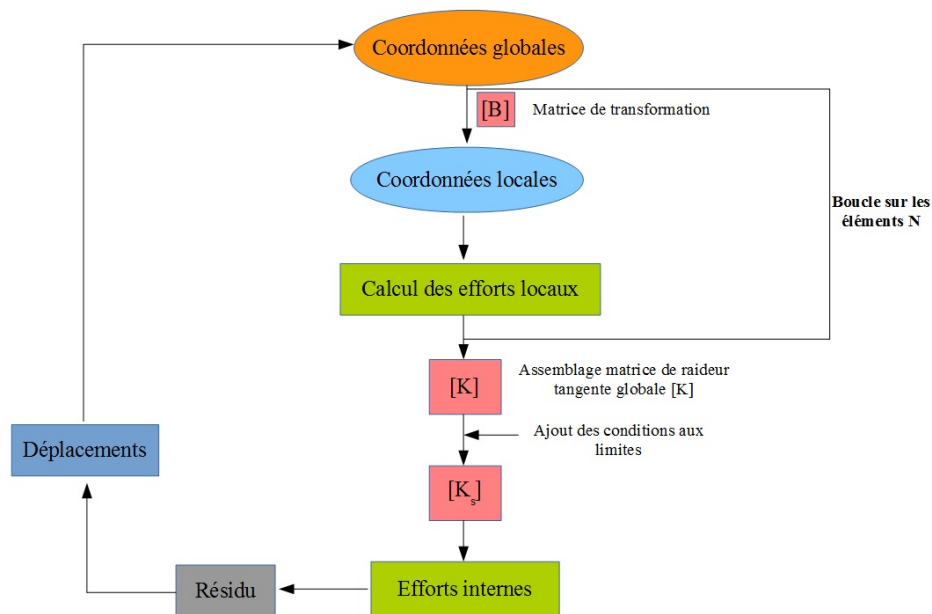 Coordonnées globales
[B]
Matrice de transformation
Coordonnées locales
Boucle sur les
éléments N
Calcul des efforts locaux
[K]
Assemblage matrice de raideur
tangente globale [K]
Ajout des conditions aux
limites
Déplacements
[Ks]
Résidu
Efforts internes